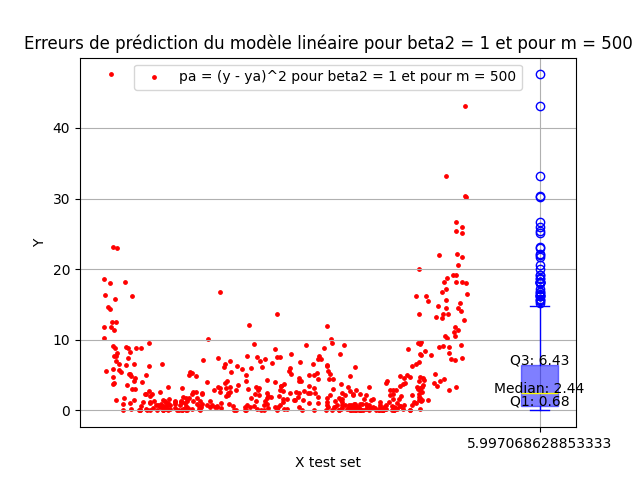 Erreurs de prédiction du modèle linéaire pour beta2 = 1 et pour m = 500
pa = (y - ya)^2 pour beta2 = 1 et pour m = 500
40
30
20
10
0
Y
Q3: 6.43
Median: 2.44
Q1: 0.68
5.997068628853333
X test set